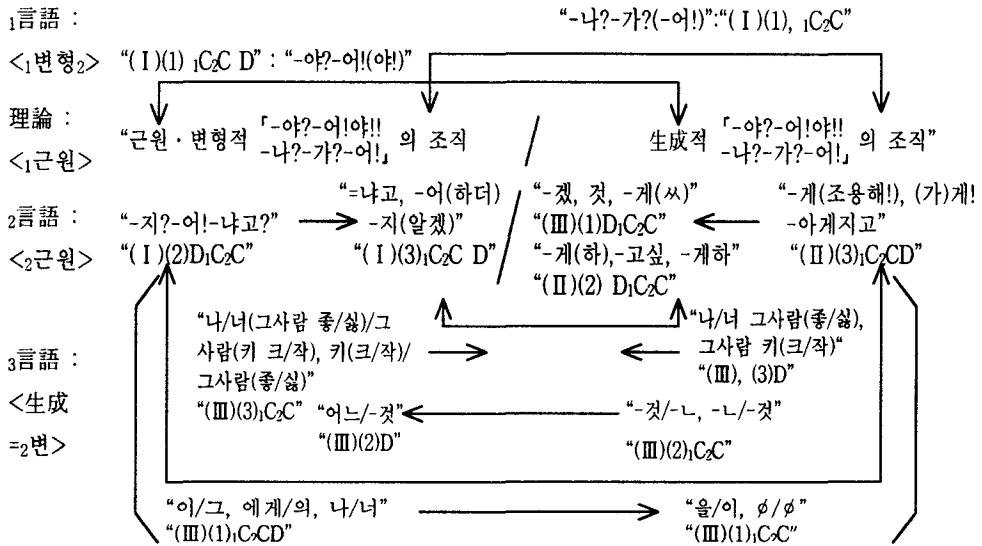 ₁言語 :
“-나?-가?(-어!)”:“(Ⅰ)(1), ₁C₂C”
<₁변형₂> “(Ⅰ)(1) ₁C₂C D” : “-야?-어!(야!)”
理論 :
<₁근원>
“근원·변형적 「-야?-어!야!!
-나?-가?-어!」 의 조직
生成的 「-야?-어!야!!
-나?-가?-어!」 의 조직”
₂言語 :
<₂근원>
“-지?-어!-냐고?”
“(Ⅰ)(2)D₁C₂C”
“=냐고, -어(하더)
-지(알겠)”
“(Ⅰ)(3)₁C₂C D”
“-겠, 것, -게(ㅆ)”
“(Ⅲ)(1)D₁C₂C”
“-게(하),-고싶, -게하”
“(Ⅱ)(2) D₁C₂C”
“-게(조용해!), (가)게!
-아게지고”
“(Ⅱ)(3)₁C₂CD”
₃言語 :
<生成
=₂변>
“나/너(그사람 좋/싫)/그
사람(키 크/작), 키(크/작)/
그사람(좋/싫)”
“(Ⅲ)(3)₁C₂C”
“나/너 그사람(좋/싫),
그사람 키(크/작)“
“(Ⅲ), (3)D”
“어느/-것”
“(Ⅲ)(2)D”
“-것/-ㄴ, -ㄴ/-것”
“(Ⅲ)(2)₁C₂C”
“이/그, 에게/의, 나/너”
“(Ⅲ)(1)₁C₂CD”
“을/이, ∅/∅”
“(Ⅲ)(1)₁C₂C”